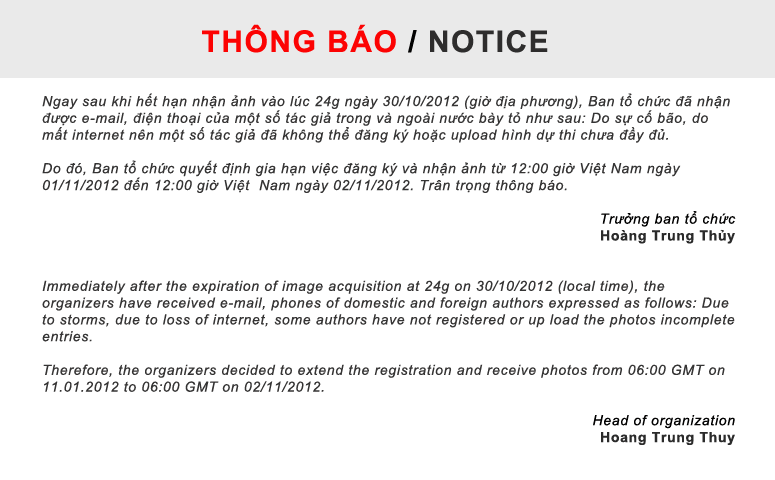 THÔNG BÁO / NOTICE
Ngay sau khi hết hạn nhận ảnh vào lúc 24g ngày 30/10/2012 (giờ địa phương), Ban tổ chức đã nhận
được e-mail, điện thoại của một số tác giả trong và ngoài nước bày tỏ như sau: Do sự cố bão, do
mất internet nên một số tác giả đã không thể đăng ký hoặc upload hình dự thi chưa đầy đủ.
Do đó, Ban tổ chức quyết định gia hạn việc đăng ký và nhận ảnh từ 12:00 giờ Việt Nam ngày
01/11/2012 đến 12:00 giờ Việt Nam ngày 02/11/2012. Trân trọng thông báo.
Trưởng ban tổ chức
Hoàng Trung Thủy
Immediately after the expiration of image acquisition at 24g on 30/10/2012 (local time), the
organizers have received e-mail, phones of domestic and foreign authors expressed as follows: Due
to storms, due to loss of internet, some authors have not registered or up load the photos incomplete
entries.
Therefore, the organizers decided to extend the registration and receive photos from 06:00 GMT on
11.01.2012 to 06:00 GMT on 02/11/2012.
Head of organization
Hoang Trung Thuy